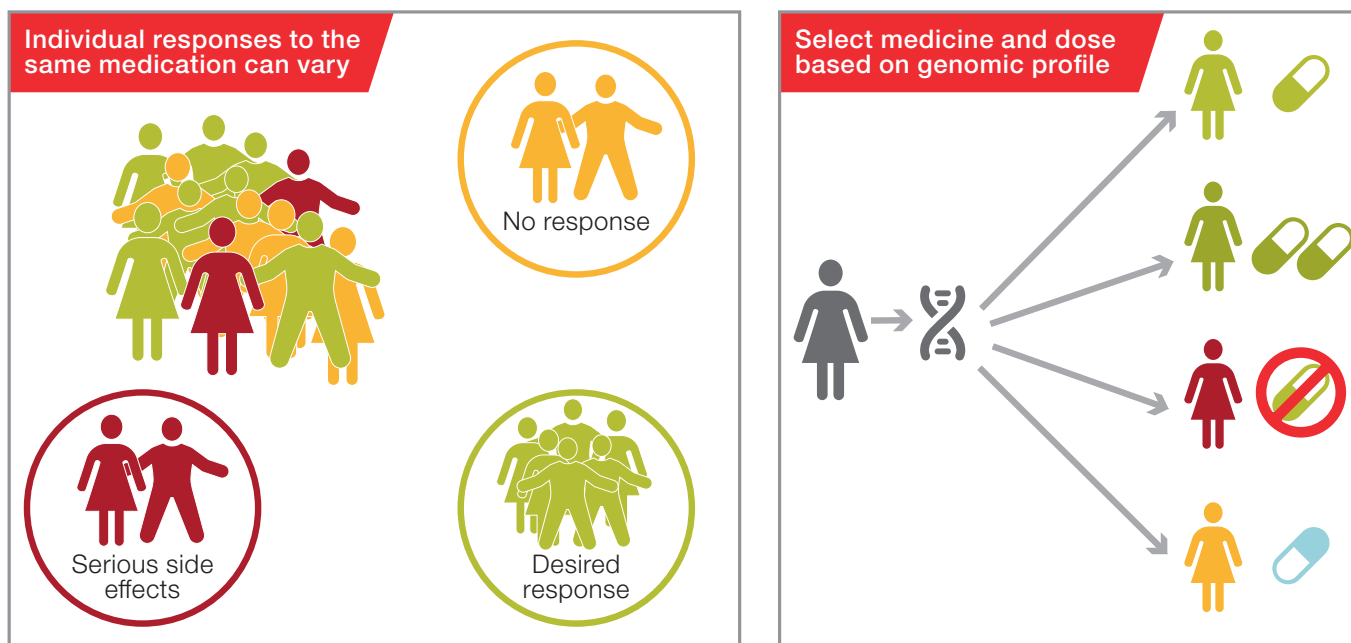 Individual responses to the
same medication can vary
No response
Serious side
effects
Desired
response
Select medicine and dose
based on genomic profile